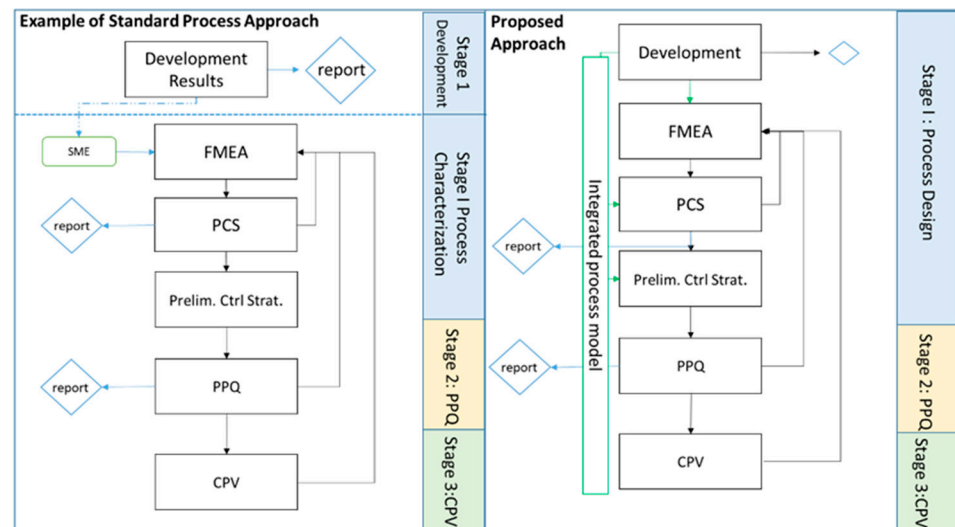 Example of Standard Process Approach
Development
Results
report
Stage 1
Development
SME
FMEA
PCS
report
Prelim. Ctrl Strat.
Stage I Process
Characterization
PPQ
report
Stage 2: PPQ
CPV
Stage 3:CPV
Proposed
Approach
Development
FMEA
PCS
report
Prelim. Ctrl Strat.
Integrated process model
PPQ
report
CPV
Stage I : Process Design
Stage 2: PPQ
Stage 3:CPV